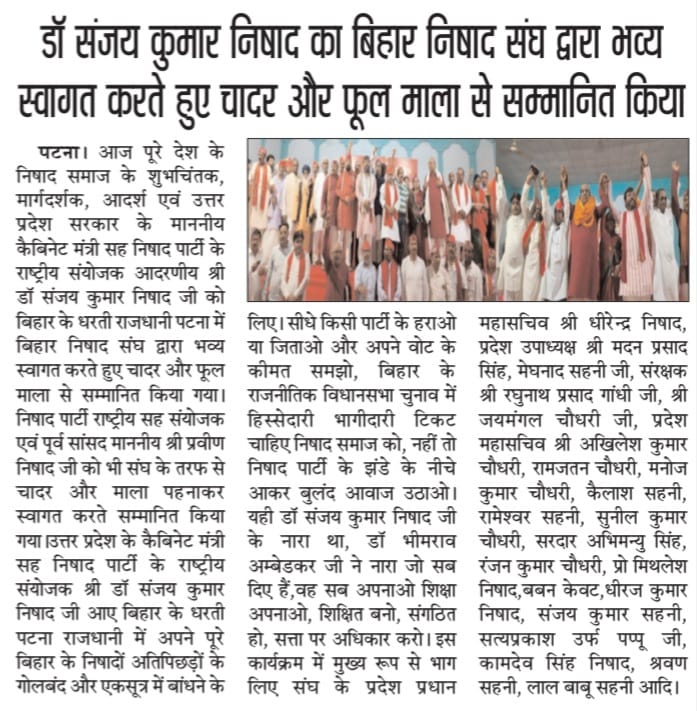 डॉ संजय कुमार निषाद का बिहार निषाद संघ द्वारा भव्य
स्वागत करते हुए चादर और फूल माला से सम्मानित किया
पटना। आज पूरे देश के
निषाद समाज के शुभचिंतक,
मार्गदर्शक, आदर्श एवं उत्तर
प्रदेश सरकार के माननीय
कैबिनेट मंत्री सह निषाद पार्टी के
राष्ट्रीय संयोजक आदरणीय श्री
डॉ संजय कुमार निषाद जी को
बिहार के धरती राजधानी पटना में
बिहार निषाद संघ द्वारा भव्य
स्वागत करते हुए चादर और फूल
माला से सम्मानित किया गया।
निषाद पार्टी राष्ट्रीय सह संयोजक
एवं पूर्व सांसद माननीय श्री प्रवीण
निषाद जी को भी संघ के तरफ से
चादर और माला पहनाकर
स्वागत करते सम्मानित किया
गया।उत्तर प्रदेश के कैबिनेट मंत्री
सह निषाद पार्टी के राष्ट्रीय
संयोजक श्री डॉ संजय कुमार
निषाद जी आए बिहार के धरती
पटना राजधानी में अपने पूरे
बिहार के निषादों अतिपिछड़ों के
गोलबंद और एकसूत्र में बांधने के
लिए। सीधे किसी पार्टी के हराओ
या जिताओ और अपने वोट के
कीमत समझो, बिहार के
राजनीतिक विधानसभा चुनाव में
हिस्सेदारी भागीदारी टिकट
चाहिए निषाद समाज को, नहीं तो
निषाद पार्टी के झंडे के नीचे
आकर बुलंद आवाज उठाओ।
यही डॉ संजय कुमार निषाद जी
के नारा था, डॉ भीमराव
अम्बेडकर जी ने नारा जो सब
दिए हैं,वह सब अपनाओ शिक्षा
अपनाओ, शिक्षित बनो, संगठित
हो, सत्ता पर अधिकार करो। इस
कार्यक्रम में मुख्य रूप से भाग
लिए संघ के प्रदेश प्रधान
महासचिव श्री धीरेन्द्र निषाद,
प्रदेश उपाध्यक्ष श्री मदन प्रसाद
सिंह, मेघनाद सहनी जी, संरक्षक
श्री रघुनाथ प्रसाद गांधी जी, श्री
जयमंगल चौधरी जी, प्रदेश
महासचिव श्री अखिलेश कुमार
चौधरी, रामजतन चौधरी, मनोज
कुमार चौधरी, कैलाश सहनी,
रामेश्वर सहनी, सुनील कुमार
चौधरी, सरदार अभिमन्यु सिंह,
रंजन कुमार चौधरी, प्रो मिथलेश
निषाद,बबन केवट,धीरज कुमार
निषाद, संजय कुमार सहनी,
सत्यप्रकाश उर्फ पप्पू जी,
कामदेव सिंह निषाद, श्रवण
सहनी, लाल बाबू सहनी आदि।